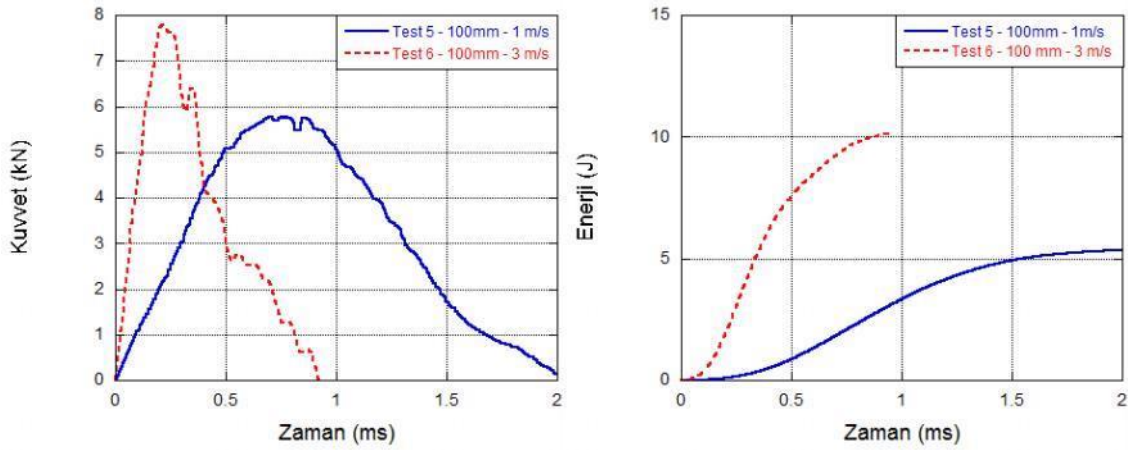 8
7
6
5
4
3
2
1
0
Kuvvet (kN)
0
0.5
1
1.5
2
Zaman (ms)
Test 5 - 100mm - 1 m/s
Test 6 - 100mm - 3 m/s
15
10
5
0
Enerji (J)
0
0.5
1
1.5
2
Zaman (ms)
Test 5 - 100mm - 1m/s
Test 6 - 100 mm - 3 m/s